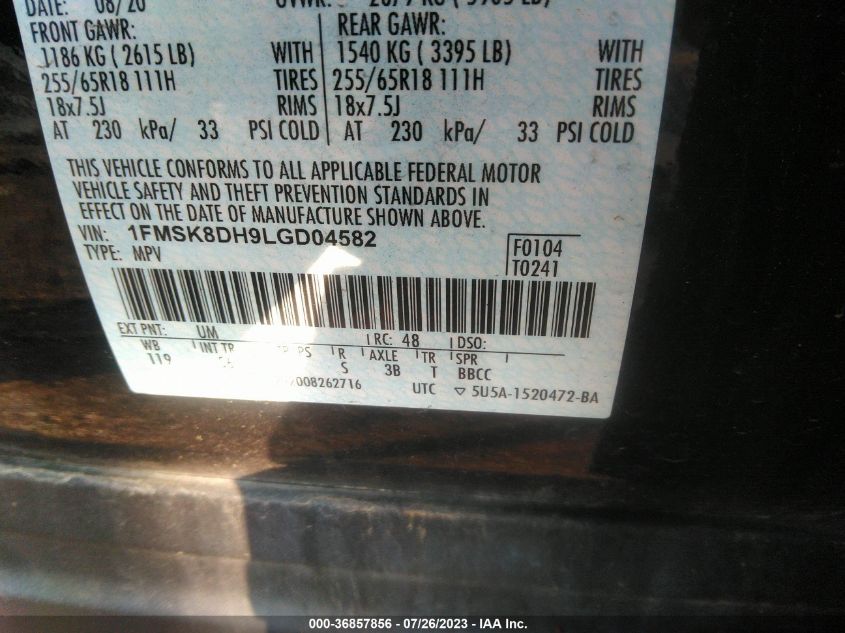 DATE: 08/20 GVWR:
FRONT GAWR: REAR GAWR:
1186 KG ( 2615 LB) WITH 1540 KG ( 3395 LB) WITH
255/65R18 111H TIRES 255/65R18 111H TIRES
18x7.5J RIMS 18x7.5J RIMS
AT 230 kPa/ 33 PSI COLD AT 230 kPa/ 33 PSI COLD
THIS VEHICLE CONFORMS TO ALL APPLICABLE FEDERAL MOTOR
VEHICLE SAFETY AND THEFT PREVENTION STANDARDS IN
EFFECT ON THE DATE OF MANUFACTURE SHOWN ABOVE.
VIN: 1FMSK8DH9LGD04582
TYPE: MPV
F0104
T0241
EXT PNT: UM RC: 48 DSO:
WB INT TR R AXLE TR SPR
119 S 3B T BBCC
008262716 UTC ▽ 5U5A-1520472-BA
000-36857856 / 07/26/2023 - IAA Inc.